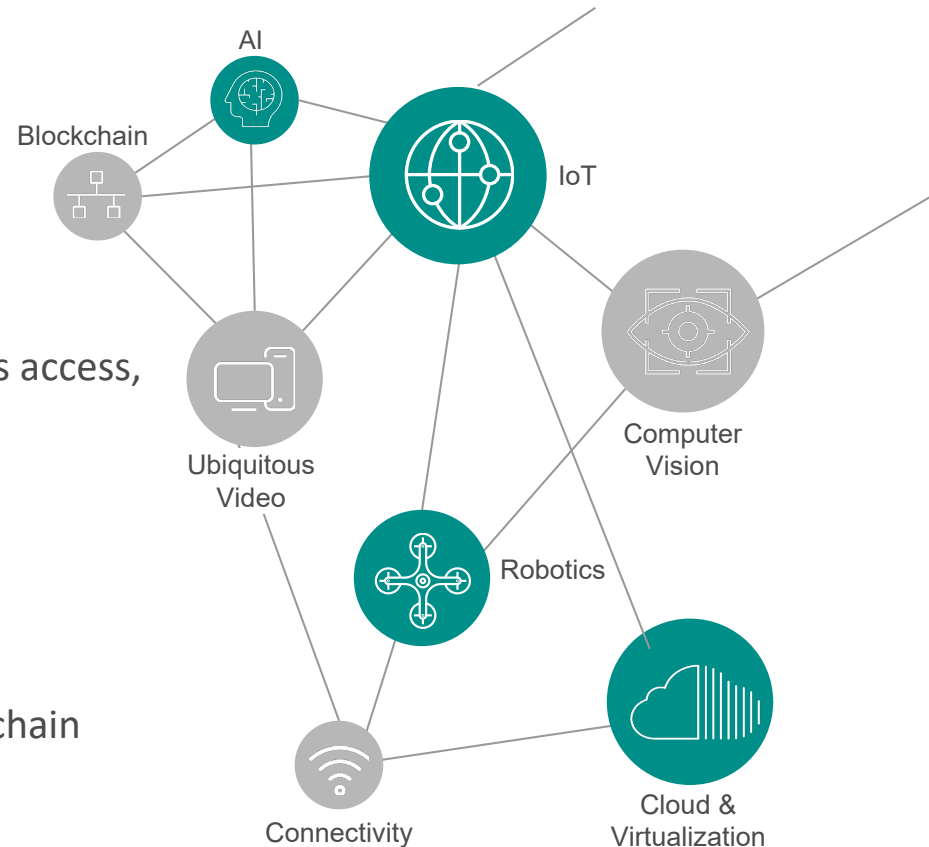 AI
Blockchain
IoT
s access,
Computer
Vision
Ubiquitous
Video
Robotics
chain
Cloud &
Virtualization
Connectivity